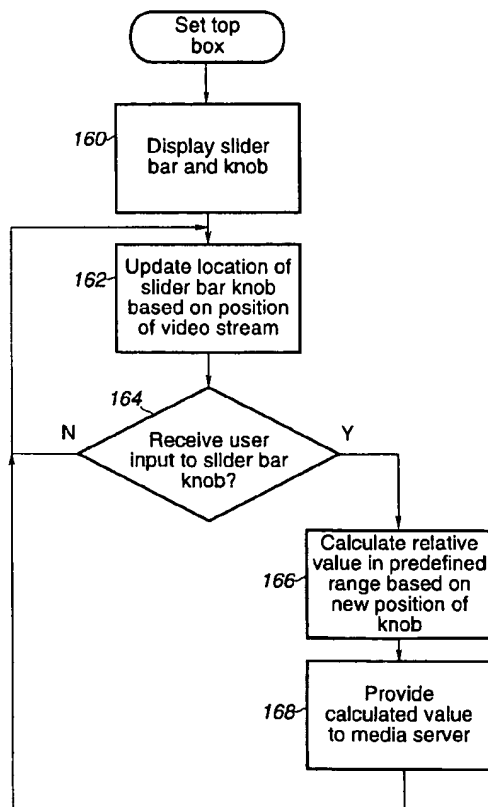 Set top
box
160
Display slider
bar and knob
162
Update location of
slider bar knob
based on position
of video stream
164
N
Y
Receive user
input to slider bar
knob?
166
Calculate relative
value in predefined
range based on
new position of
knob
168
Provide
calculated value
to media server